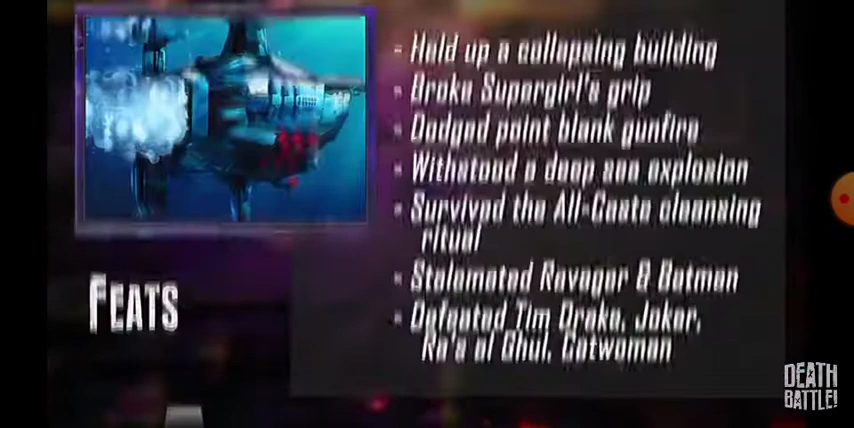 - Held up a collapsing building
- Broke Supergirl's grip
- Dodged point blank gunfire
- Withstood a deep sea explosion
- Survived the All-Caste cleansing
ritual
- Stalemated Ravager & Batman
- Defeated Tim Drake, Joker,
Ra's al Ghul, Catwoman
FEATS
DEATH
BATTLE!